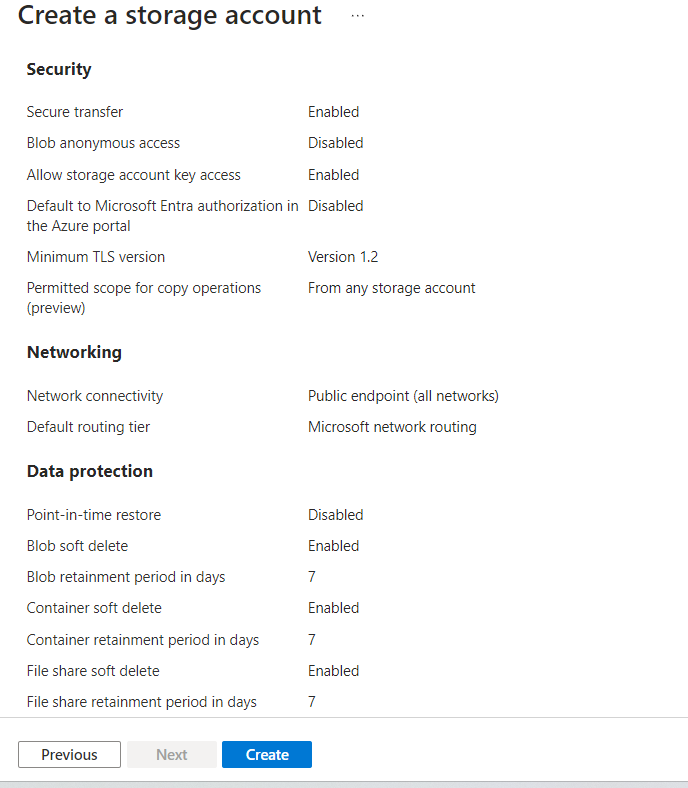 Create a storage account ...
Security
Secure transfer Enabled
Blob anonymous access Disabled
Allow storage account key access Enabled
Default to Microsoft Entra authorization in Disabled
the Azure portal
Minimum TLS version Version 1.2
Permitted scope for copy operations From any storage account
(preview)
Networking
Network connectivity Public endpoint (all networks)
Default routing tier Microsoft network routing
Data protection
Point-in-time restore Disabled
Blob soft delete Enabled
Blob retainment period in days 7
Container soft delete Enabled
Container retainment period in days 7
File share soft delete Enabled
File share retainment period in days 7
Previous Next Create